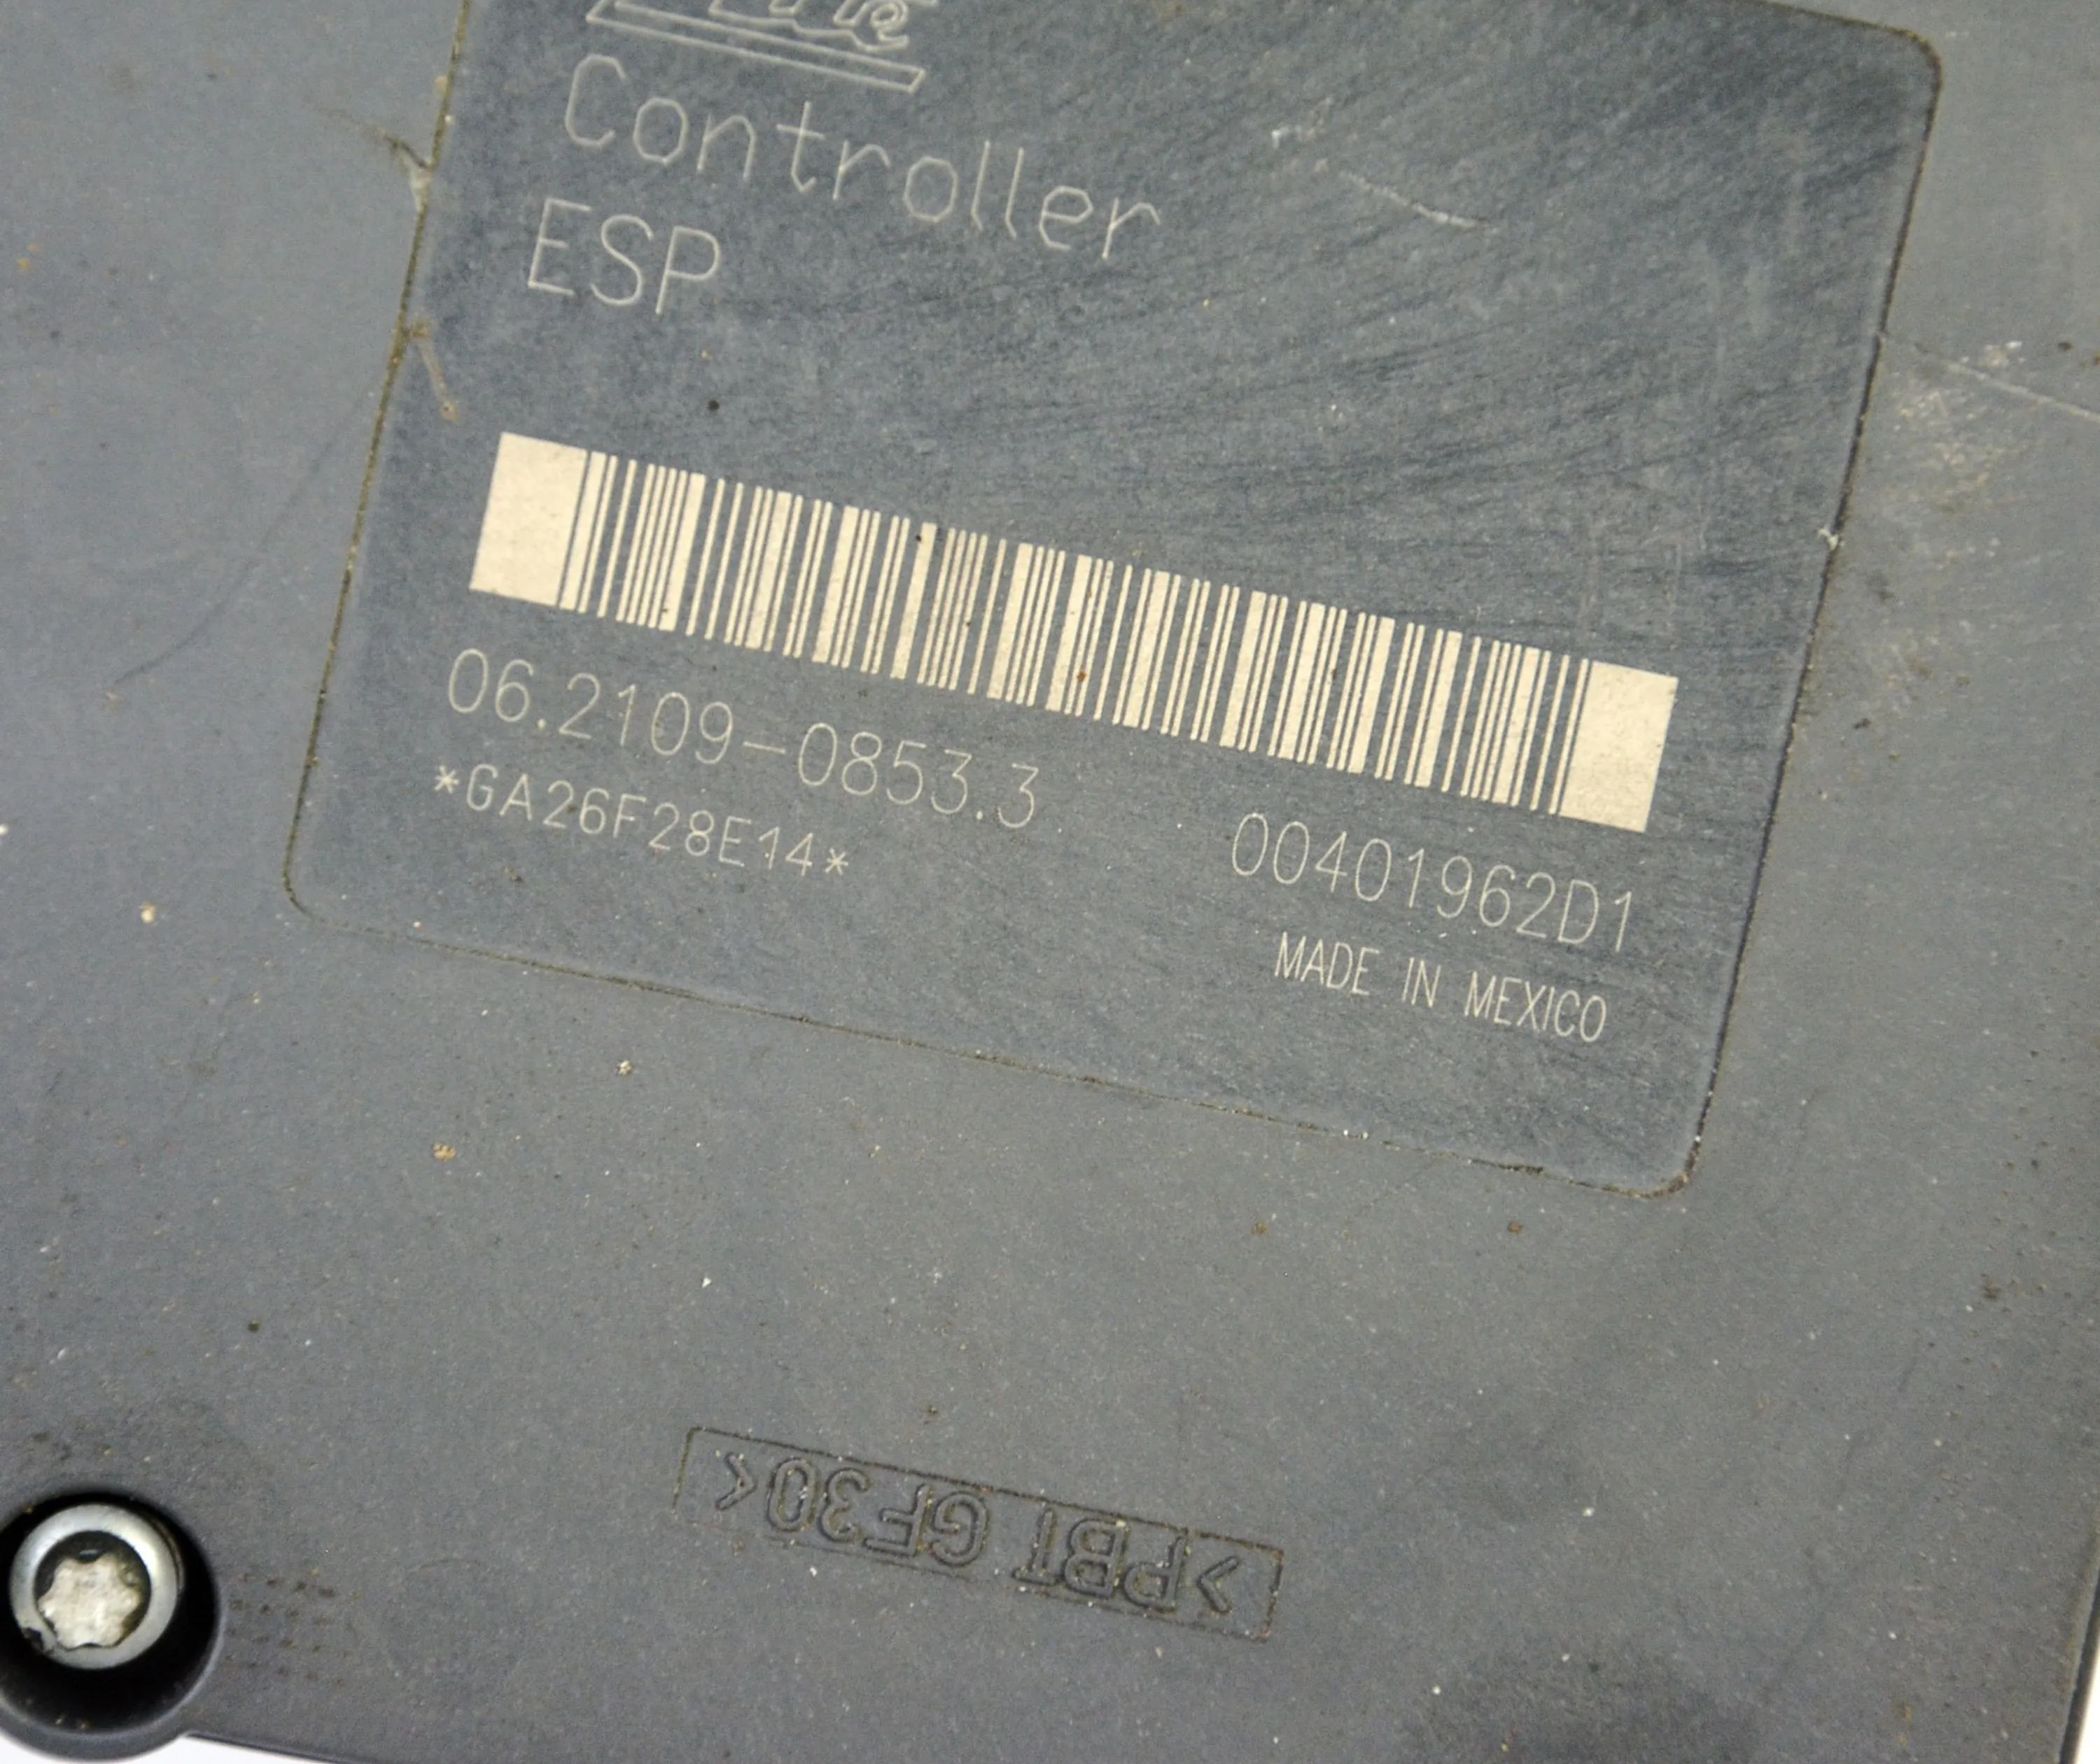 Controller
ESP
06.2109-0853.3
*GA26F28E14*
00401962D1
MADE IN MEXICO
>PBT GF30<